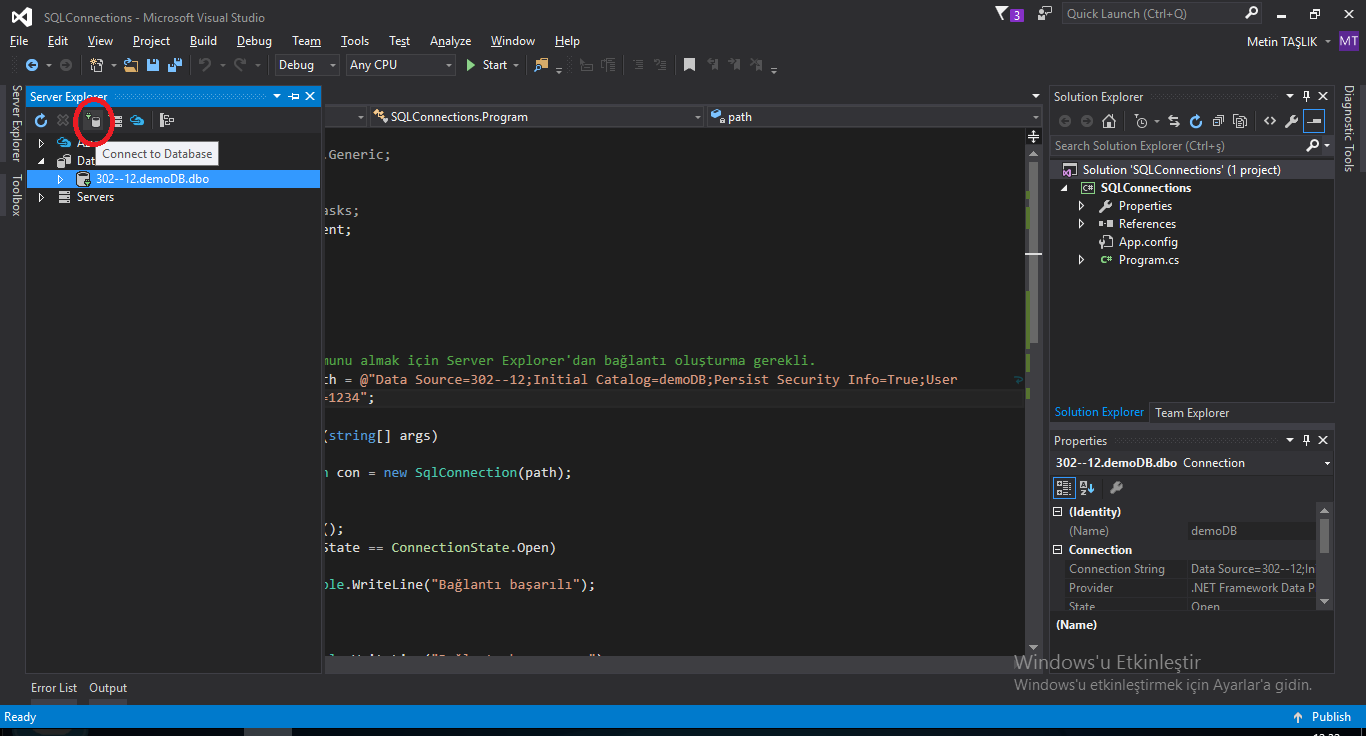 SQLConnections - Microsoft Visual Studio
3
Quick Launch (Ctrl+Q)
File Edit View Project Build Debug Team Tools Test Analyze Window Help
Metin TAŞLIK MT
Debug Any CPU Start
Server Explorer
Toolbox
Server Explorer
Connect to Database
302--12.demoDB.dbo
Servers
SQLConnections.Program path
.Generic;
asks;
ent;
munu almak için Server Explorer'dan bağlantı oluşturma gerekli.
th = @"Data Source=302--12;Initial Catalog=demoDB;Persist Security Info=True;User
=1234";
(string[] args)
n con = new SqlConnection(path);
();
State == ConnectionState.Open)
ole.WriteLine("Bağlantı başarılı");
Solution Explorer
Search Solution Explorer (Ctrl+ş)
Solution 'SQLConnections' (1 project)
C# SQLConnections
Properties
References
App.config
C# Program.cs
Solution Explorer Team Explorer
Diagnostic Tools
Properties
302--12.demoDB.dbo Connection
(Identity)
(Name) demoDB
Connection
Connection String Data Source=302--12;In
Provider .NET Framework Data P
State Open
(Name)
Windows'u Etkinleştir
Windows'u etkinleştirmek için Ayarlar'a gidin.
Error List Output
Ready
Publish